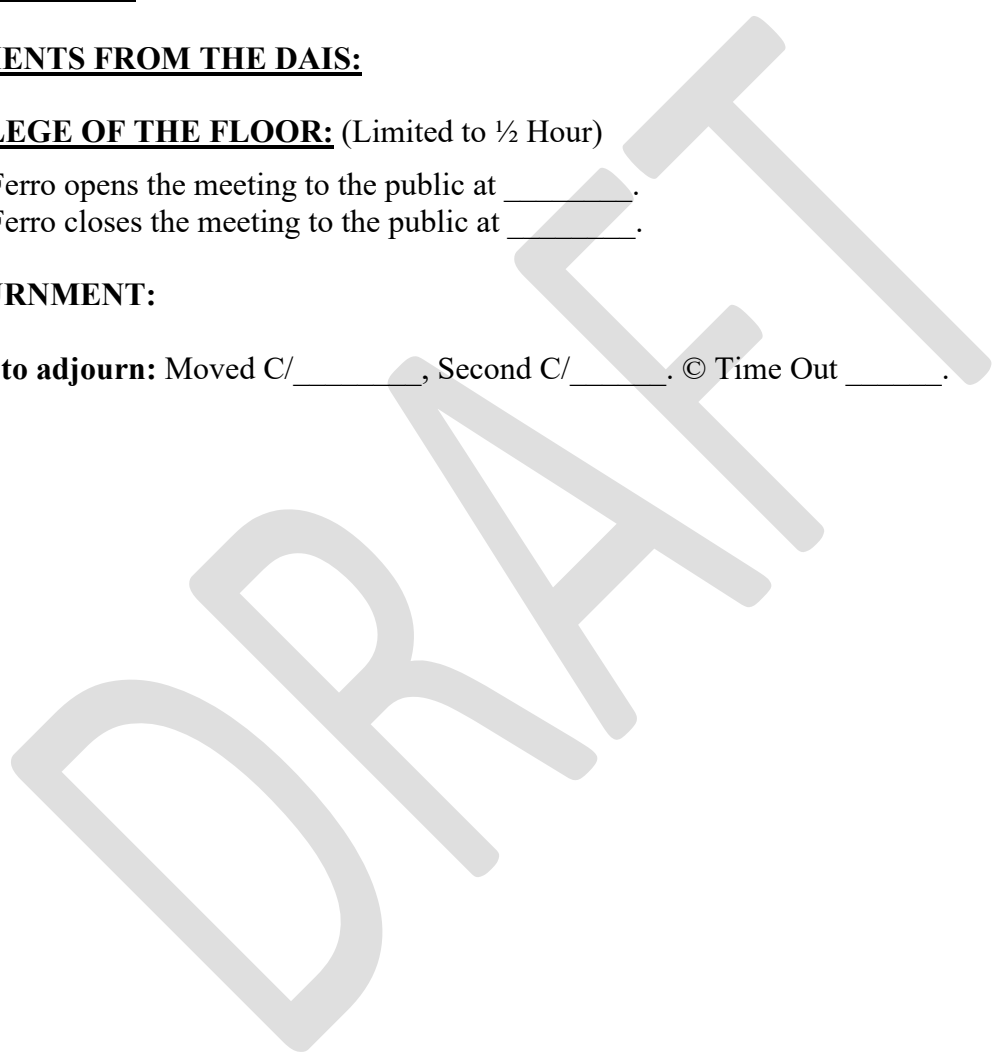 MENTS FROM THE DAIS:
LEGE OF THE FLOOR: (Limited to ½ Hour)
Ferro opens the meeting to the public at ________.
Ferro closes the meeting to the public at ________.
URNMENT:
to adjourn: Moved C/________, Second C/______. © Time Out ______.
DRAFT